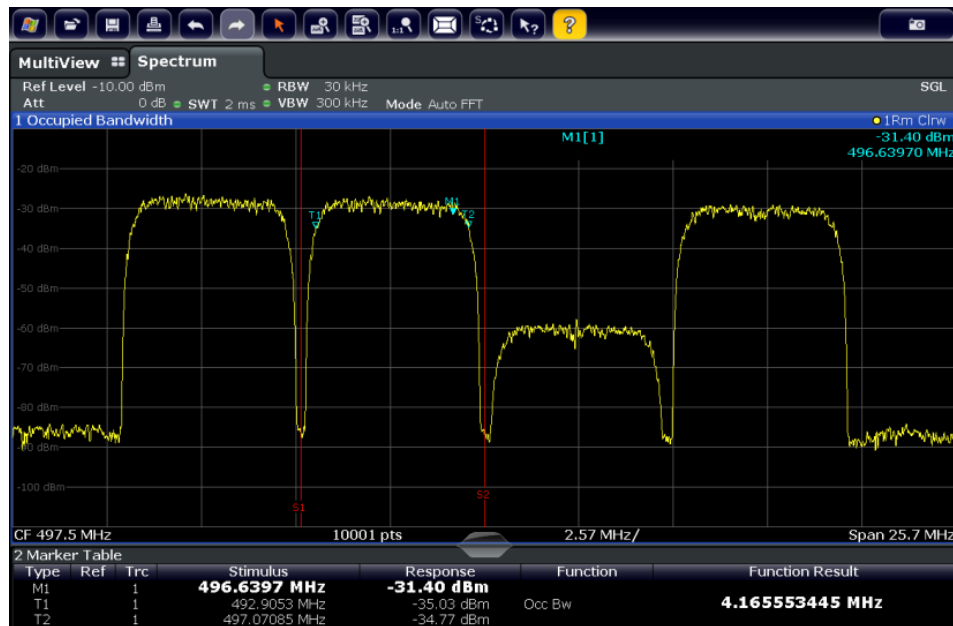 1:1
S
?
?
MultiView Spectrum
Ref Level -10.00 dBm RBW 30 kHz SGL
Att 0 dB SWT 2 ms VBW 300 kHz Mode Auto FFT
1 Occupied Bandwidth 1Rm Clrw
M1[1] -31.40 dBm
496.63970 MHz
-20 dBm
-30 dBm
T1 M1 T2
-40 dBm
-50 dBm
-60 dBm
-70 dBm
-80 dBm
-90 dBm
-100 dBm
S1 S2
CF 497.5 MHz 10001 pts 2.57 MHz/ Span 25.7 MHz
2 Marker Table
Type Ref Trc Stimulus Response Function Function Result
M1 1 496.6397 MHz -31.40 dBm
T1 1 492.9053 MHz -35.03 dBm Occ Bw 4.165553445 MHz
T2 1 497.07085 MHz -34.77 dBm